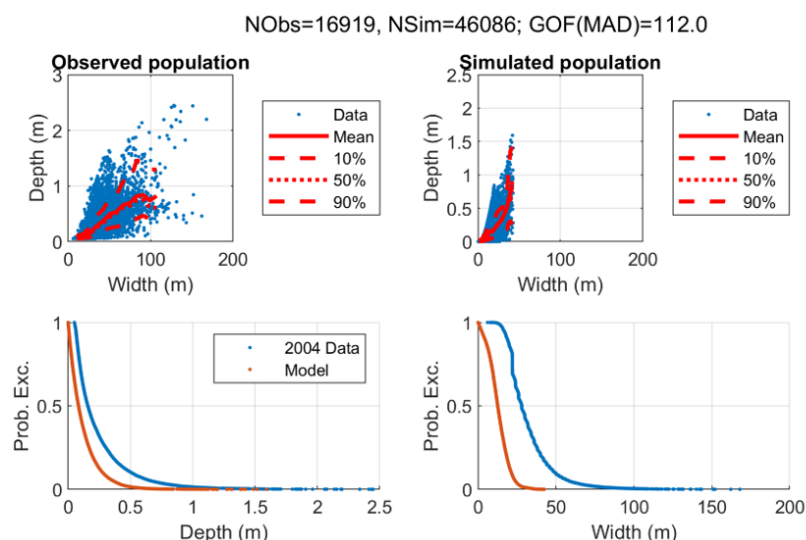 NObs=16919, NSim=46086; GOF(MAD)=112.0
Observed population
Depth (m)
3
2
1
0
0
100
200
Width (m)
Data
Mean
10%
50%
90%
Simulated population
Depth (m)
2.5
2
1.5
1
0.5
0
0
100
200
Width (m)
Data
Mean
10%
50%
90%
Prob. Exc.
1
0.5
0
0
0.5
1
1.5
2
2.5
Depth (m)
2004 Data
Model
Prob. Exc.
1
0.5
0
0
50
100
150
200
Width (m)